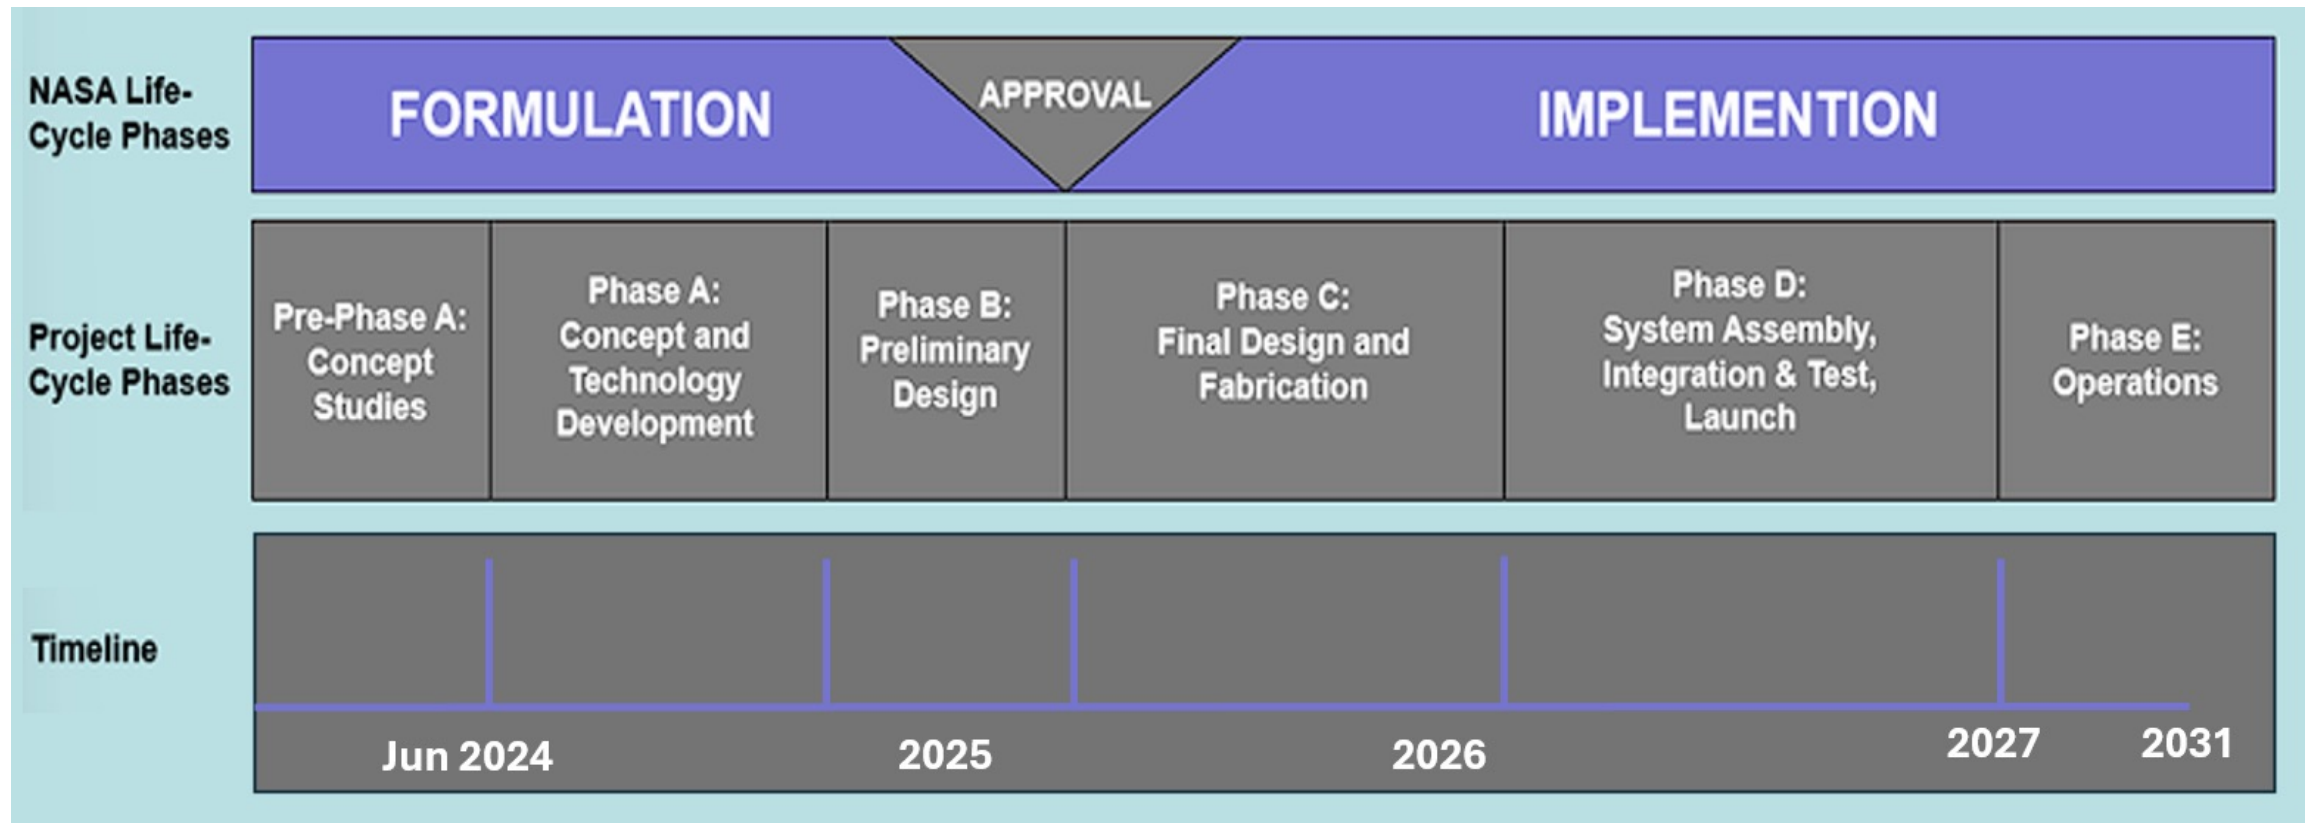 NASA Life-
Cycle Phases
FORMULATION
APPROVAL
IMPLEMENTION
Project Life-
Cycle Phases
Pre-Phase A:
Concept
Studies
Phase A:
Concept and
Technology
Development
Phase B:
Preliminary
Design
Phase C:
Final Design and
Fabrication
Phase D:
System Assembly,
Integration & Test,
Launch
Phase E:
Operations
Timeline
Jun 2024
2025
2026
2027
2031